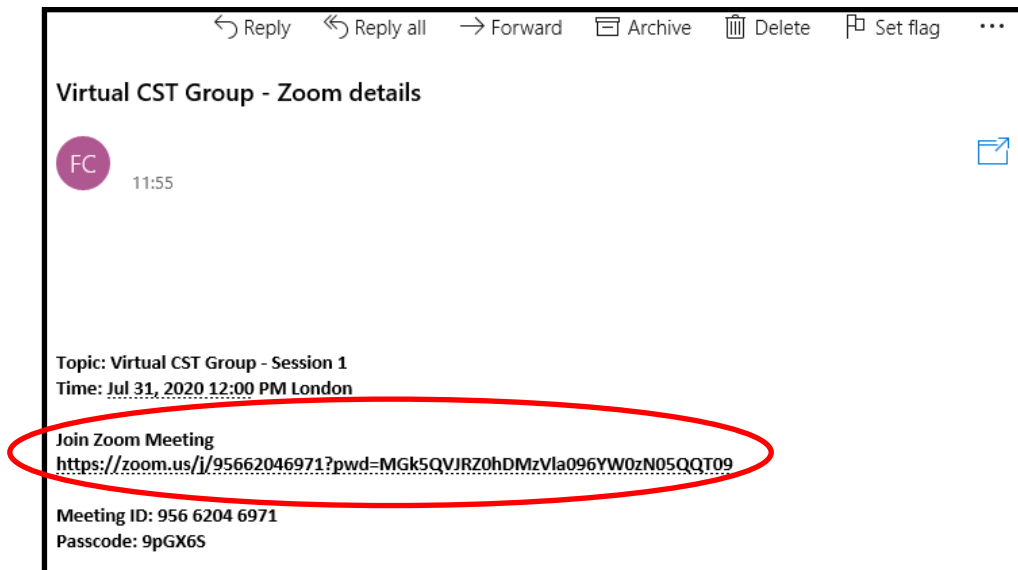 Reply Reply all Forward Archive Delete Set flag ...
Virtual CST Group - Zoom details
FC
11:55
Topic: Virtual CST Group - Session 1
Time: Jul 31, 2020 12:00 PM London
Join Zoom Meeting
https://zoom.us/j/95662046971?pwd=MGk5QVJRZ0hDMzVla096YW0zN05QQT09
Meeting ID: 956 6204 6971
Passcode: 9pGX6S